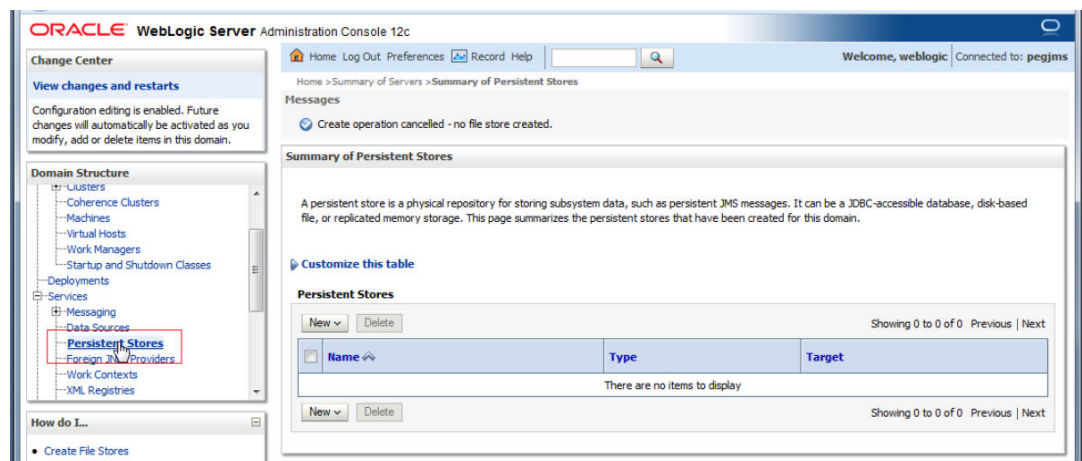 ORACLE WebLogic Server Administration Console 12c
Change Center
View changes and restarts
Configuration editing is enabled. Future
changes will automatically be activated as you
modify, add or delete items in this domain.
Domain Structure
Clusters
Coherence Clusters
Machines
Virtual Hosts
Work Managers
Startup and Shutdown Classes
Deployments
Services
Messaging
Data Sources
Persistent Stores
Foreign JNDI Providers
Work Contexts
XML Registries
How do I...
Create File Stores
Home Log Out Preferences Record Help
Welcome, weblogic Connected to: pegjms
Home >Summary of Servers >Summary of Persistent Stores
Messages
Create operation cancelled - no file store created.
Summary of Persistent Stores
A persistent store is a physical repository for storing subsystem data, such as persistent JMS messages. It can be a JDBC-accessible database, disk-based
file, or replicated memory storage. This page summarizes the persistent stores that have been created for this domain.
Customize this table
Persistent Stores
New Delete Showing 0 to 0 of 0 Previous | Next
Name Type Target
There are no items to display
New Delete Showing 0 to 0 of 0 Previous | Next